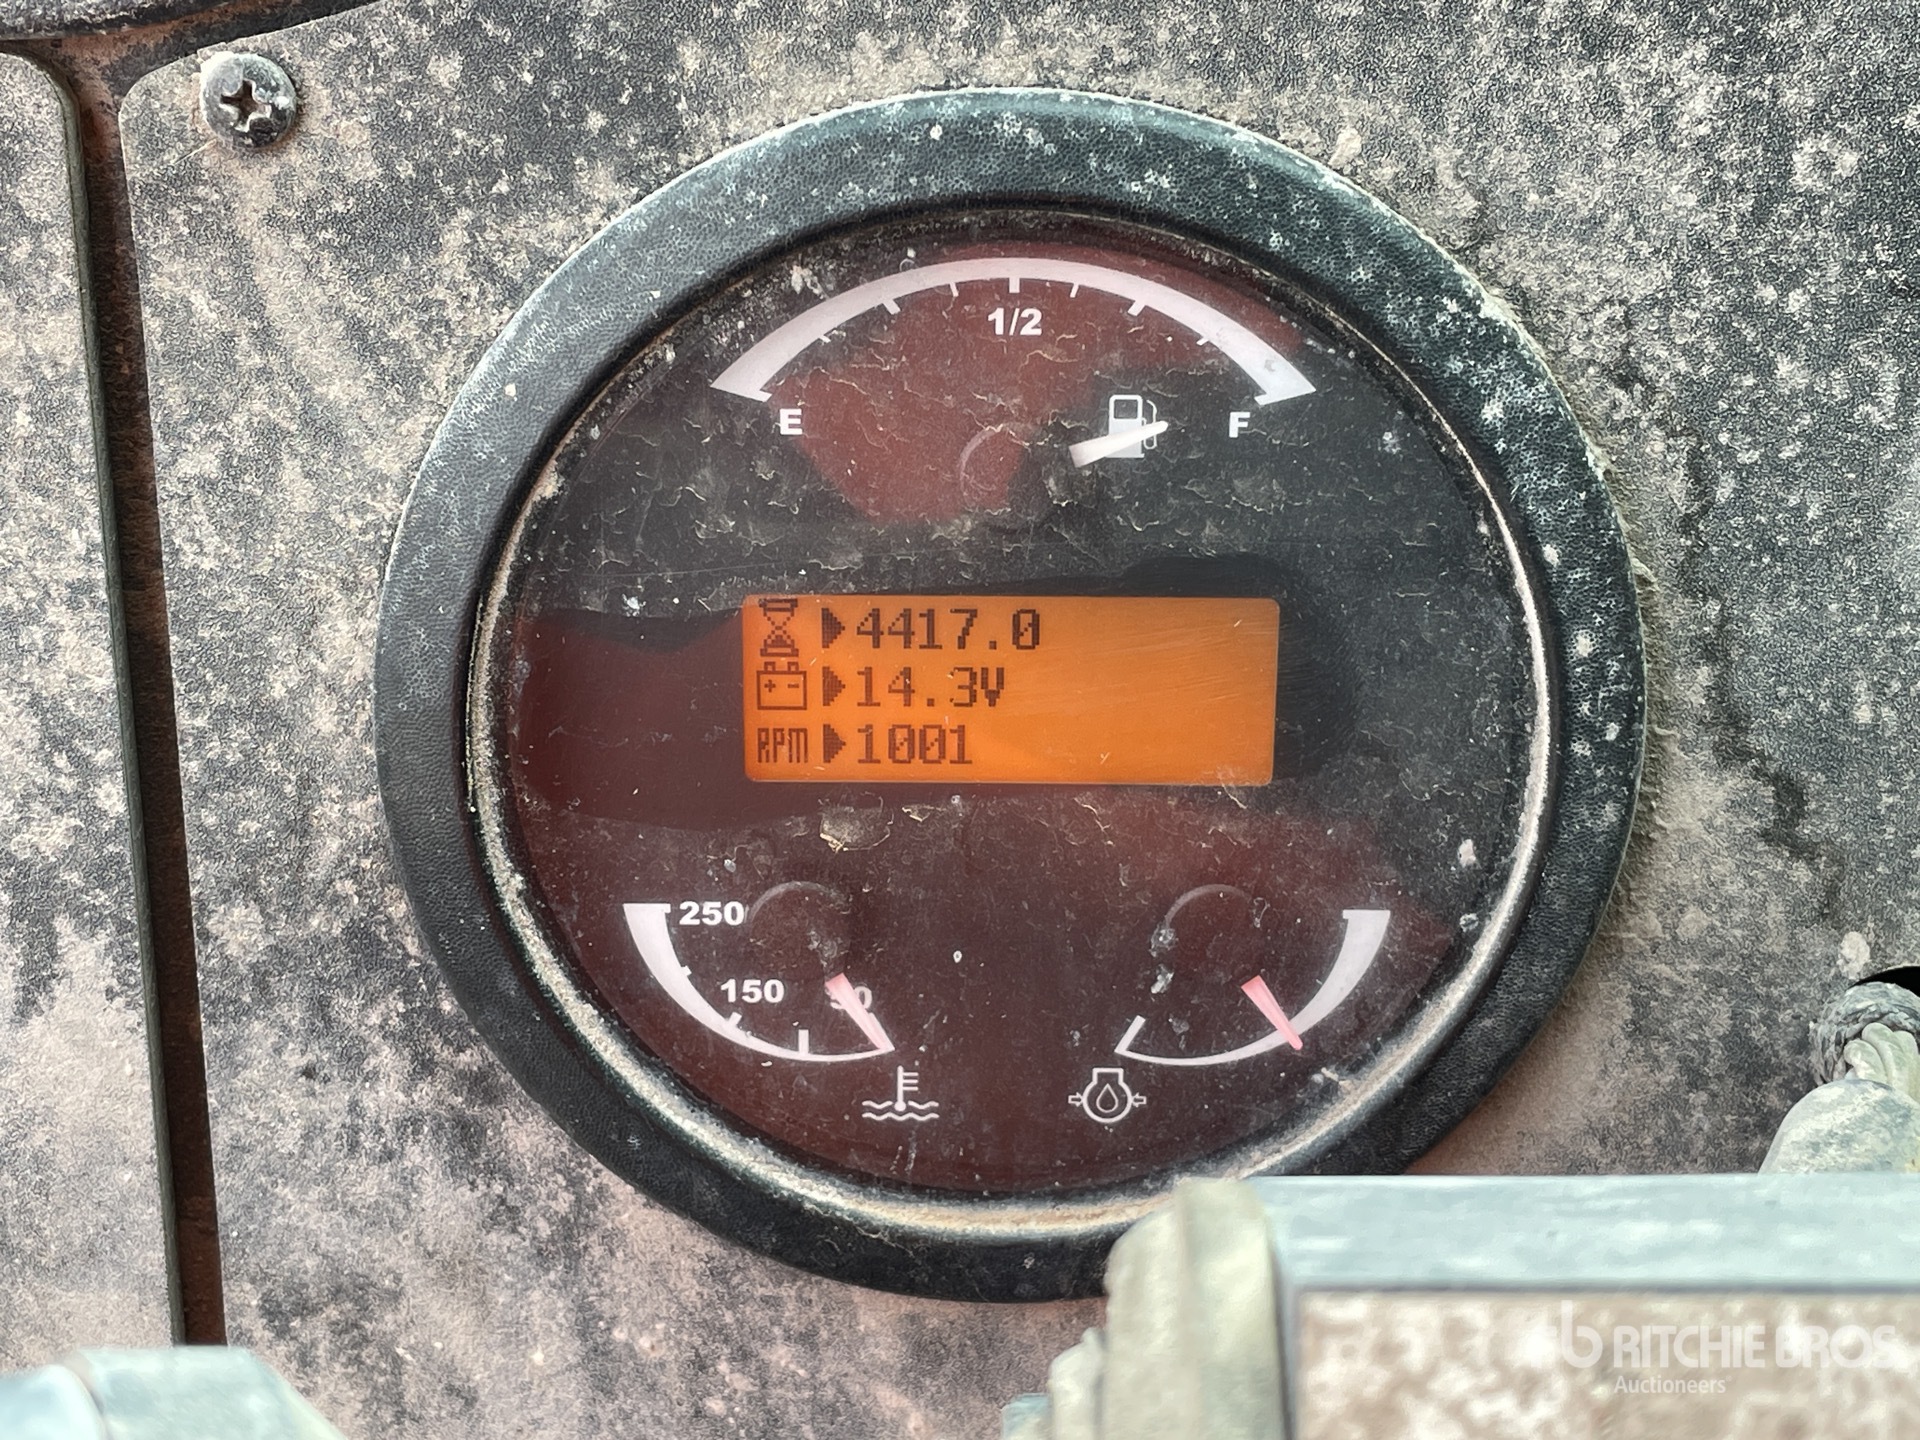 1/2
E
F
4417.0
14.3V
RPM 1001
250
150
RITCHIE BROS
Auctioneers